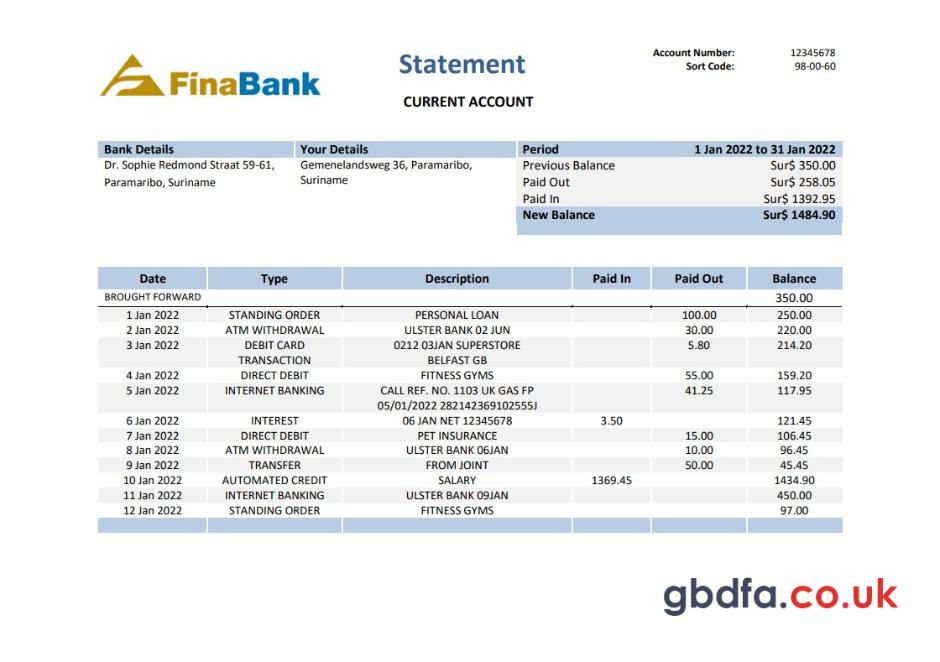 FinaBank
Statement
CURRENT ACCOUNT
Account Number: 12345678
Sort Code: 98-00-60
Bank Details
Dr. Sophie Redmond Straat 59-61,
Paramaribo, Suriname
Your Details
Gemenelandsweg 36, Paramaribo,
Suriname
Period 1 Jan 2022 to 31 Jan 2022
Previous Balance Sur$ 350.00
Paid Out Sur$ 258.05
Paid In Sur$ 1392.95
New Balance Sur$ 1484.90
Date Type Description Paid In Paid Out Balance
BROUGHT FORWARD 350.00
1 Jan 2022 STANDING ORDER PERSONAL LOAN 100.00 250.00
2 Jan 2022 ATM WITHDRAWAL ULSTER BANK 02 JUN 30.00 220.00
3 Jan 2022 DEBIT CARD 0212 03JAN SUPERSTORE 5.80 214.20
TRANSACTION BELFAST GB
4 Jan 2022 DIRECT DEBIT FITNESS GYMS 55.00 159.20
5 Jan 2022 INTERNET BANKING CALL REF. NO. 1103 UK GAS FP 41.25 117.95
05/01/2022 282142369102555J
6 Jan 2022 INTEREST 06 JAN NET 12345678 3.50 121.45
7 Jan 2022 DIRECT DEBIT PET INSURANCE 15.00 106.45
8 Jan 2022 ATM WITHDRAWAL ULSTER BANK 06JAN 10.00 96.45
9 Jan 2022 TRANSFER FROM JOINT 50.00 45.45
10 Jan 2022 AUTOMATED CREDIT SALARY 1369.45 1434.90
11 Jan 2022 INTERNET BANKING ULSTER BANK 09JAN 450.00
12 Jan 2022 STANDING ORDER FITNESS GYMS 97.00
gbdfa.co.uk